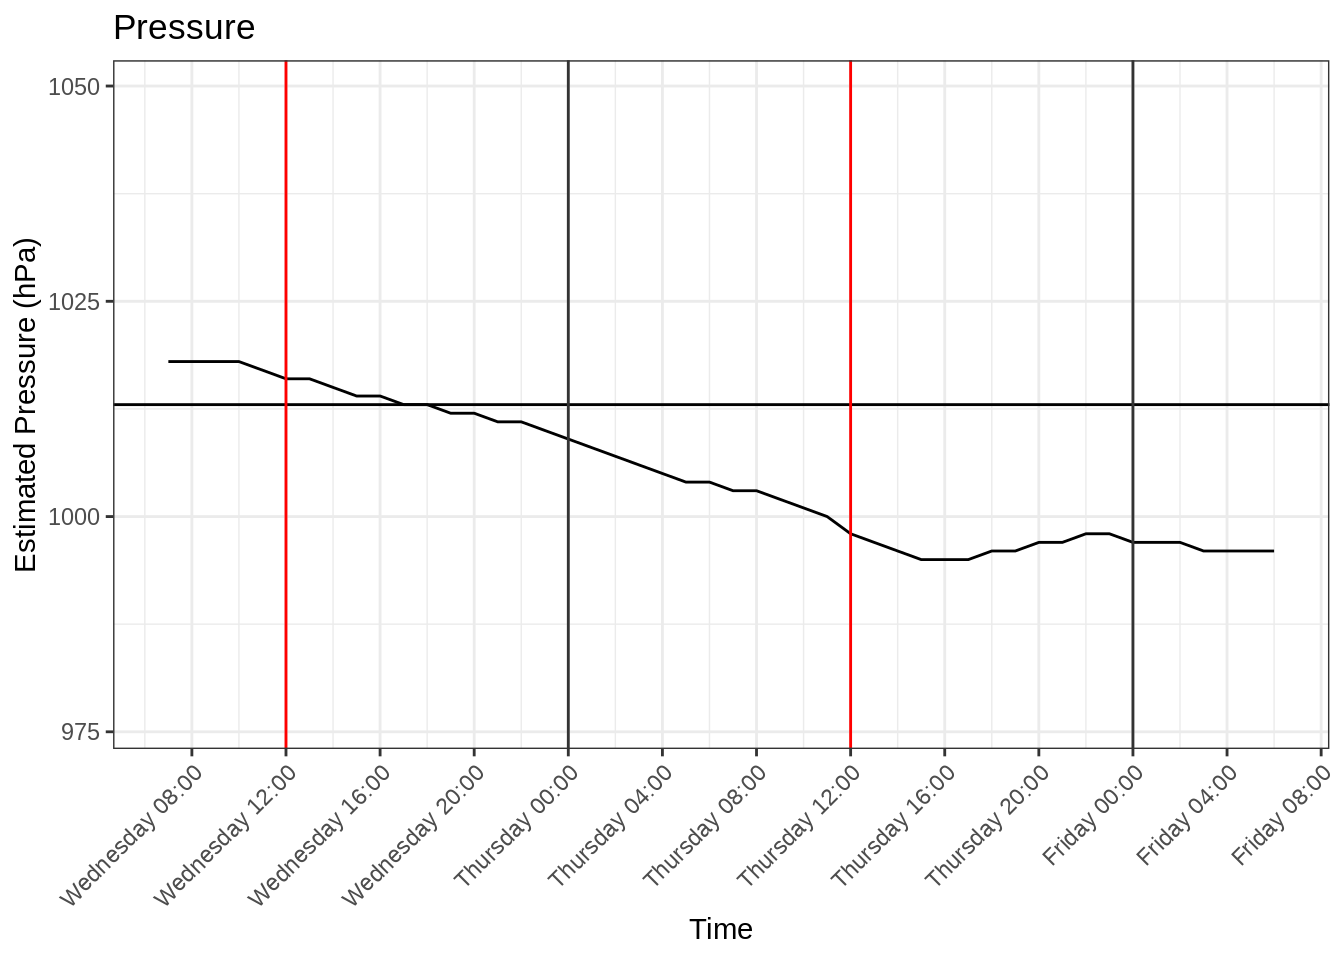 Pressure
Estimated Pressure (hPa)
1050
1025
1000
975
Wednesday 08:00
Wednesday 12:00
Wednesday 16:00
Wednesday 20:00
Thursday 00:00
Thursday 04:00
Thursday 08:00
Thursday 12:00
Thursday 16:00
Thursday 20:00
Friday 00:00
Friday 04:00
Friday 08:00
Time